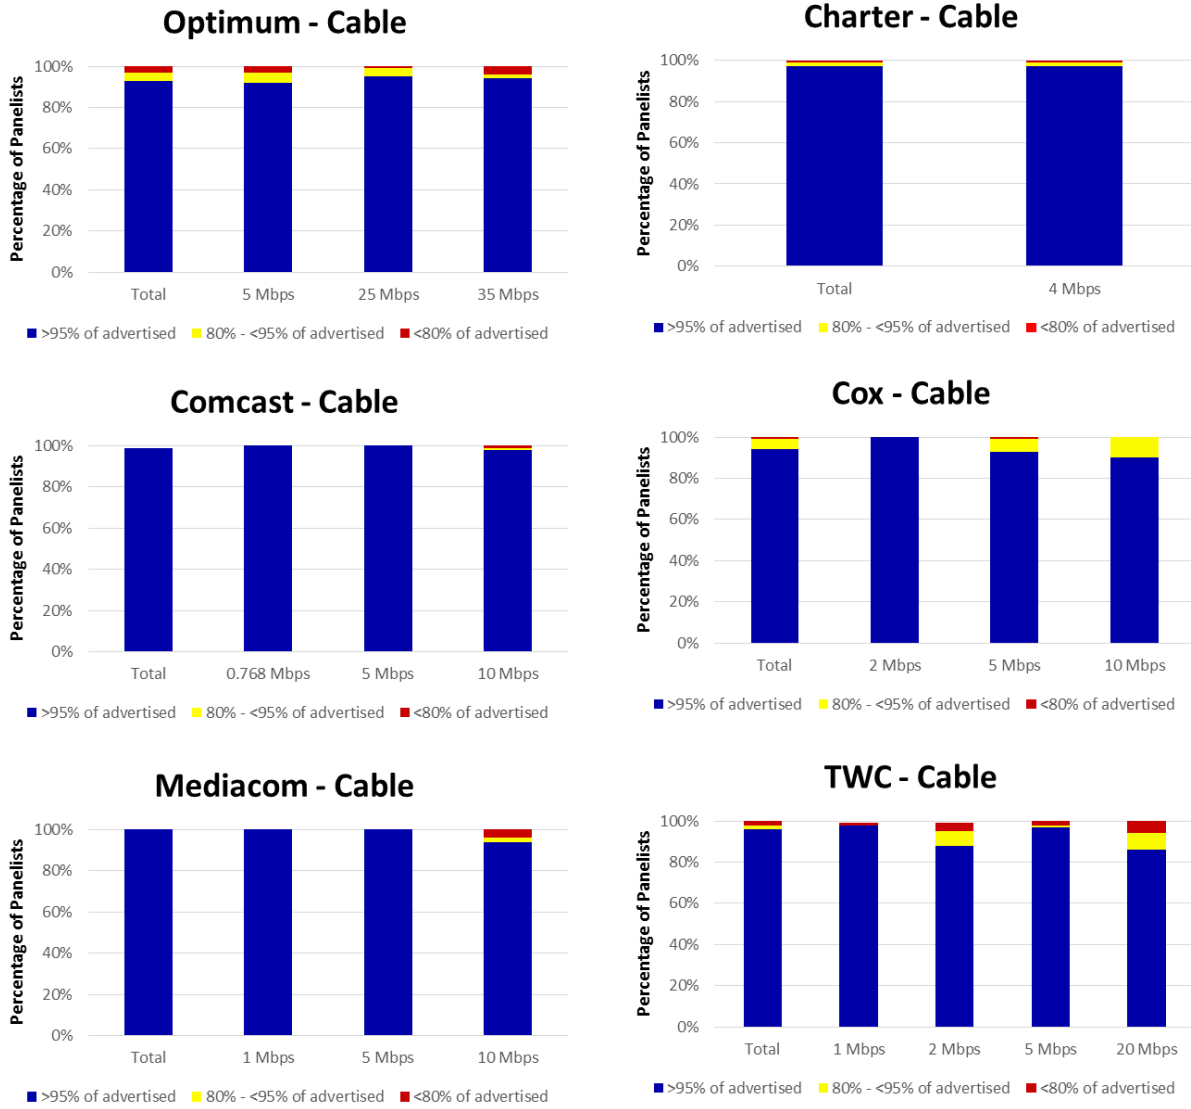 Optimum - Cable
Percentage of Panelists
100%
80%
60%
40%
20%
0%
Total 5 Mbps 25 Mbps 35 Mbps
>95% of advertised 80% - <95% of advertised <80% of advertised
Charter - Cable
Percentage of Panelists
100%
80%
60%
40%
20%
0%
Total 4 Mbps
>95% of advertised 80% - <95% of advertised <80% of advertised
Comcast - Cable
Percentage of Panelists
100%
80%
60%
40%
20%
0%
Total 0.768 Mbps 5 Mbps 10 Mbps
>95% of advertised 80% - <95% of advertised <80% of advertised
Cox - Cable
Percentage of Panelists
100%
80%
60%
40%
20%
0%
Total 2 Mbps 5 Mbps 10 Mbps
>95% of advertised 80% - <95% of advertised <80% of advertised
Mediacom - Cable
Percentage of Panelists
100%
80%
60%
40%
20%
0%
Total 1 Mbps 5 Mbps 10 Mbps
>95% of advertised 80% - <95% of advertised <80% of advertised
TWC - Cable
Percentage of Panelists
100%
80%
60%
40%
20%
0%
Total 1 Mbps 2 Mbps 5 Mbps 20 Mbps
>95% of advertised 80% - <95% of advertised <80% of advertised